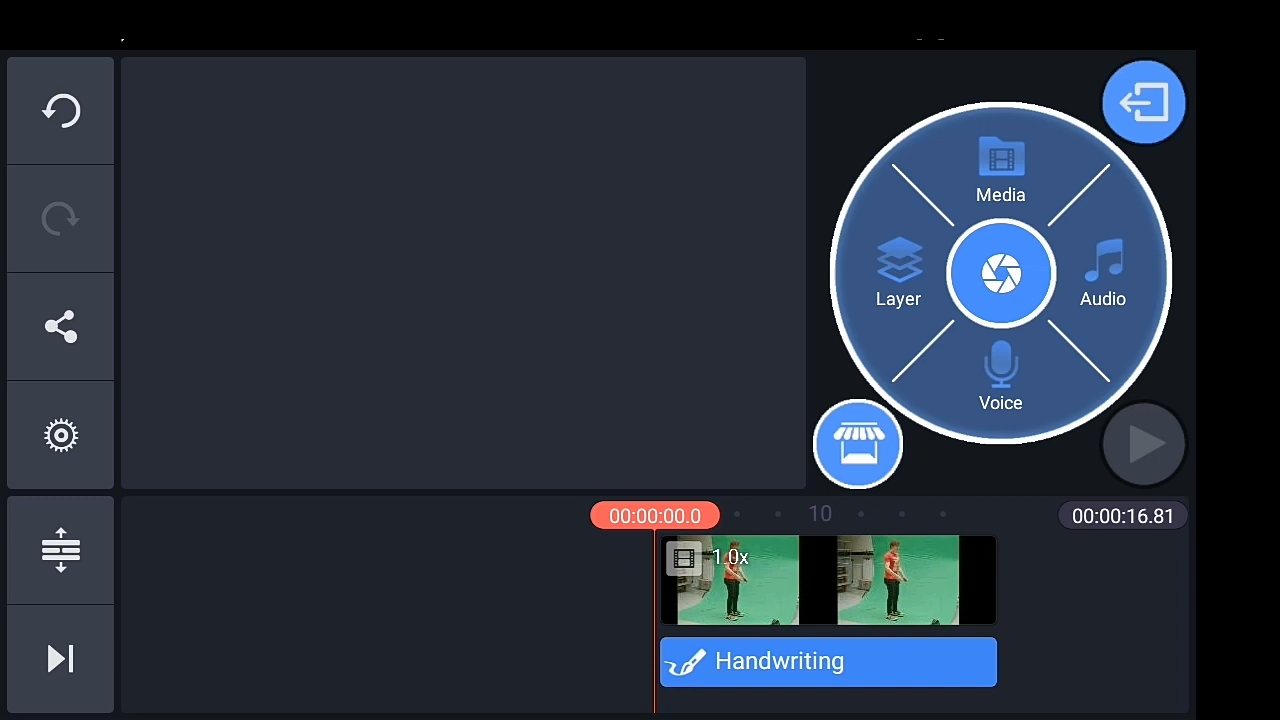 Media
Layer
Audio
Voice
00:00:00.0
10
00:00:16.81
1.0x
Handwriting